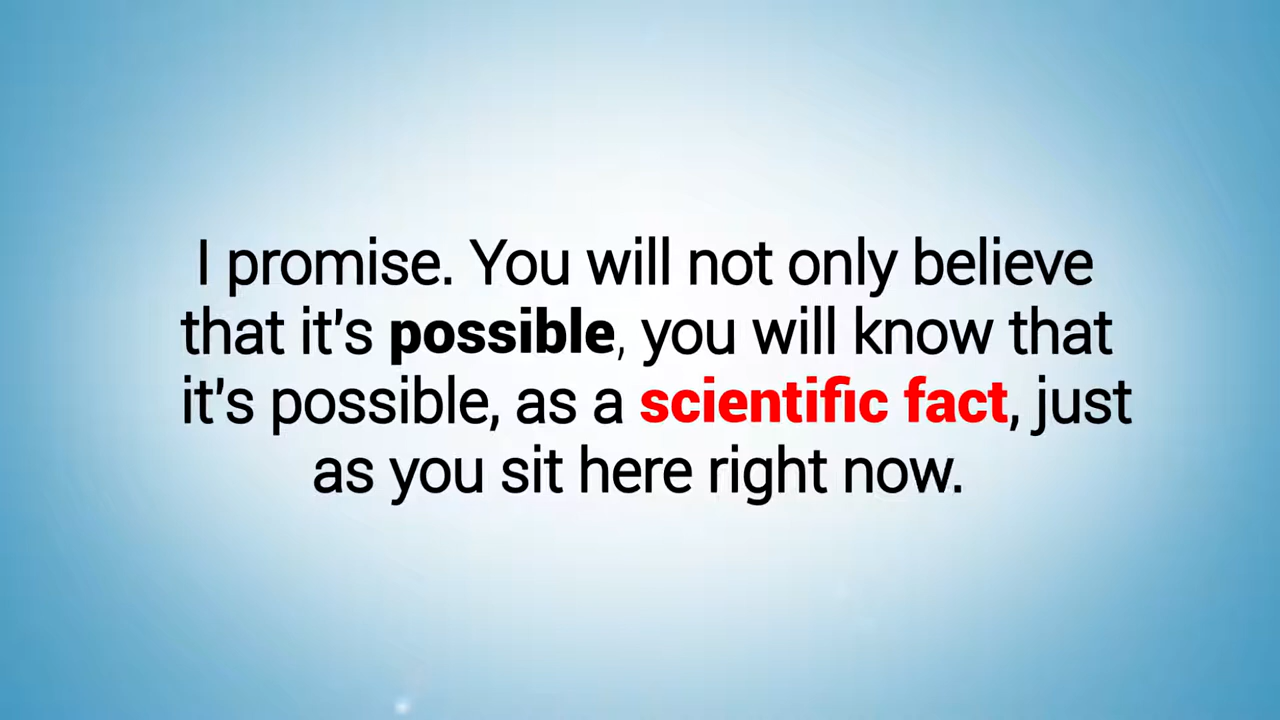 I promise. You will not only believe
that it's possible, you will know that
it's possible, as a scientific fact, just
as you sit here right now.